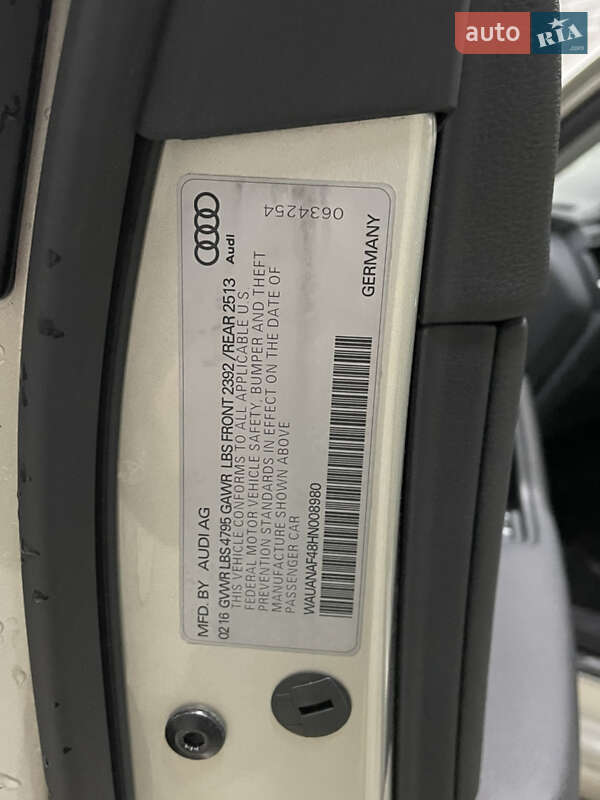 auto RIA .com
Audi
0634254
MFD. BY AUDI AG
0216 GVWR LBS 4795 GAWR LBS FRONT 2392 / REAR 2513
THIS VEHICLE CONFORMS TO ALL APPLICABLE U.S.
FEDERAL MOTOR VEHICLE SAFETY, BUMPER AND THEFT
PREVENTION STANDARDS IN EFFECT ON THE DATE OF
MANUFACTURE SHOWN ABOVE
PASSENGER CAR
WAUANAF48HN008980
GERMANY